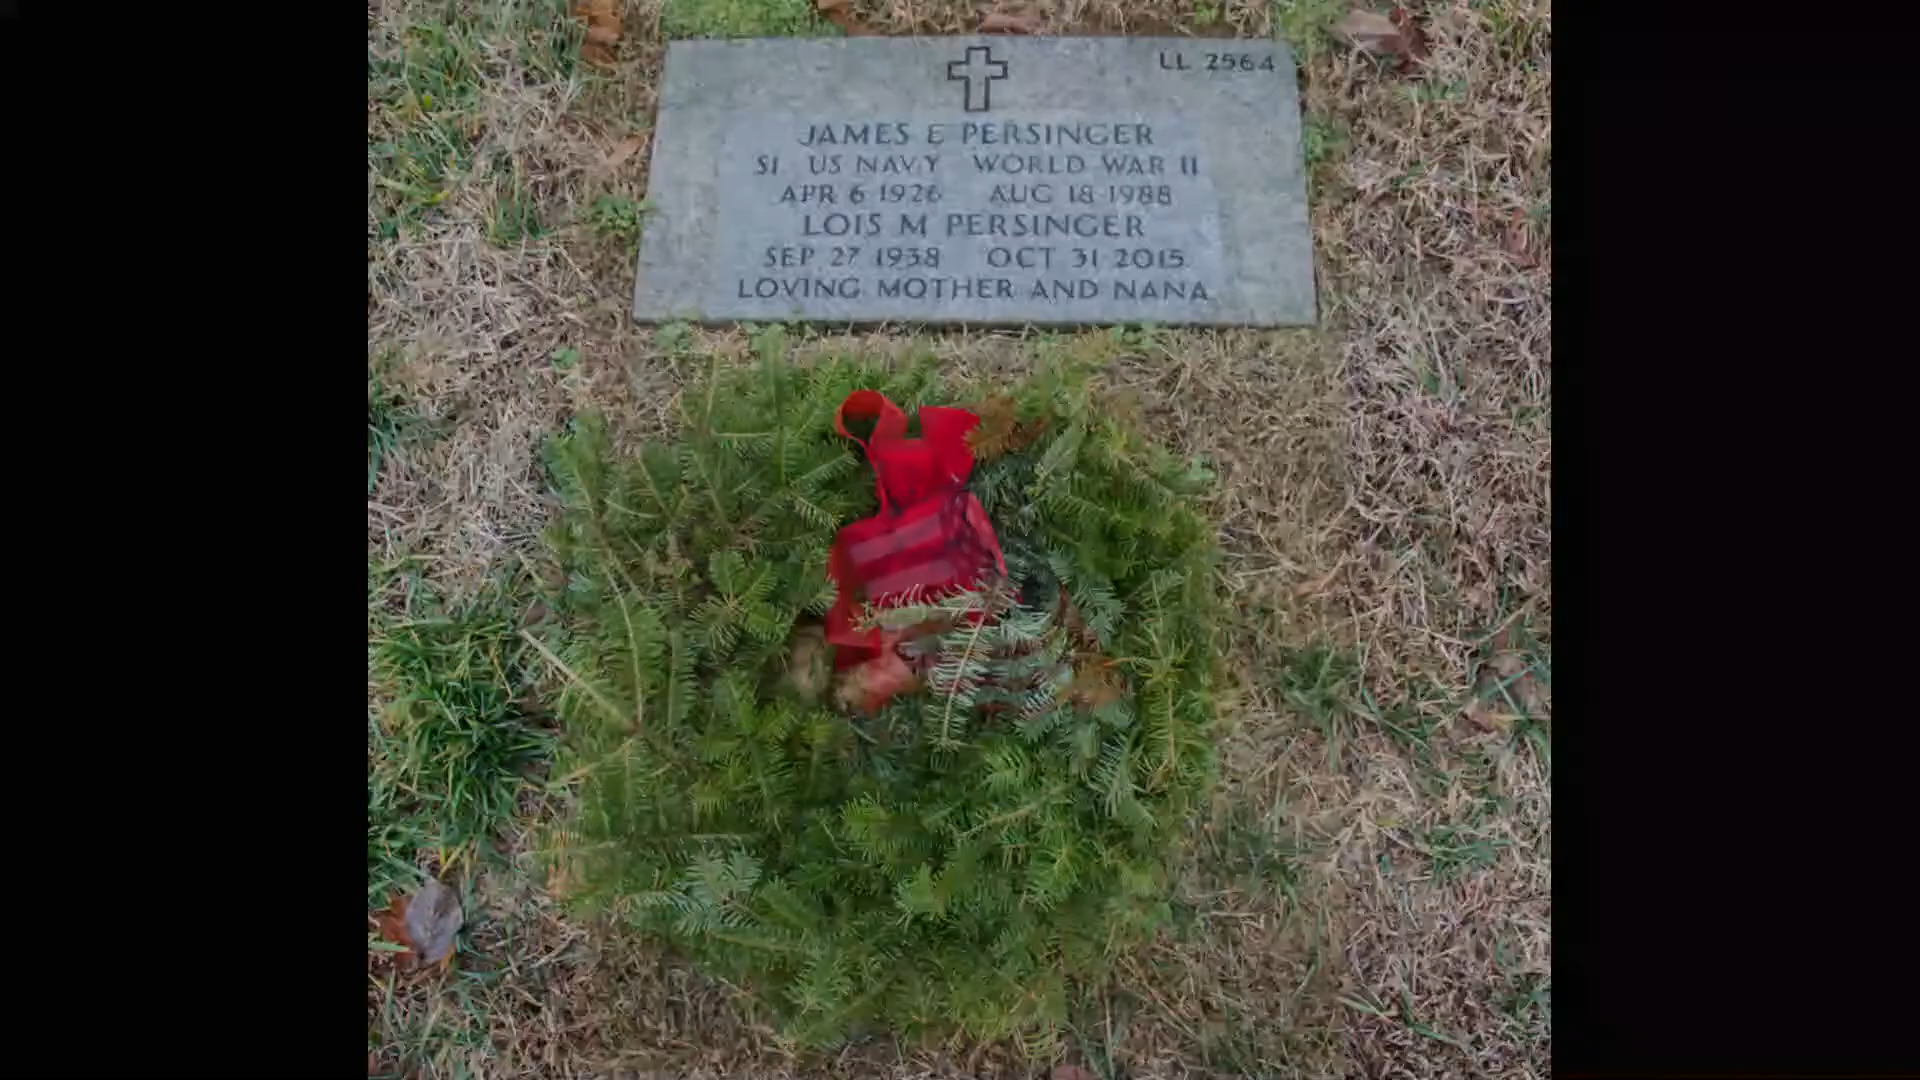 LL 2564
JAMES E PERSINGER
S1 US NAVY WORLD WAR II
APR 6 1926 AUG 18 1988
LOIS M PERSINGER
SEP 27 1938 OCT 31 2015
LOVING MOTHER AND NANA